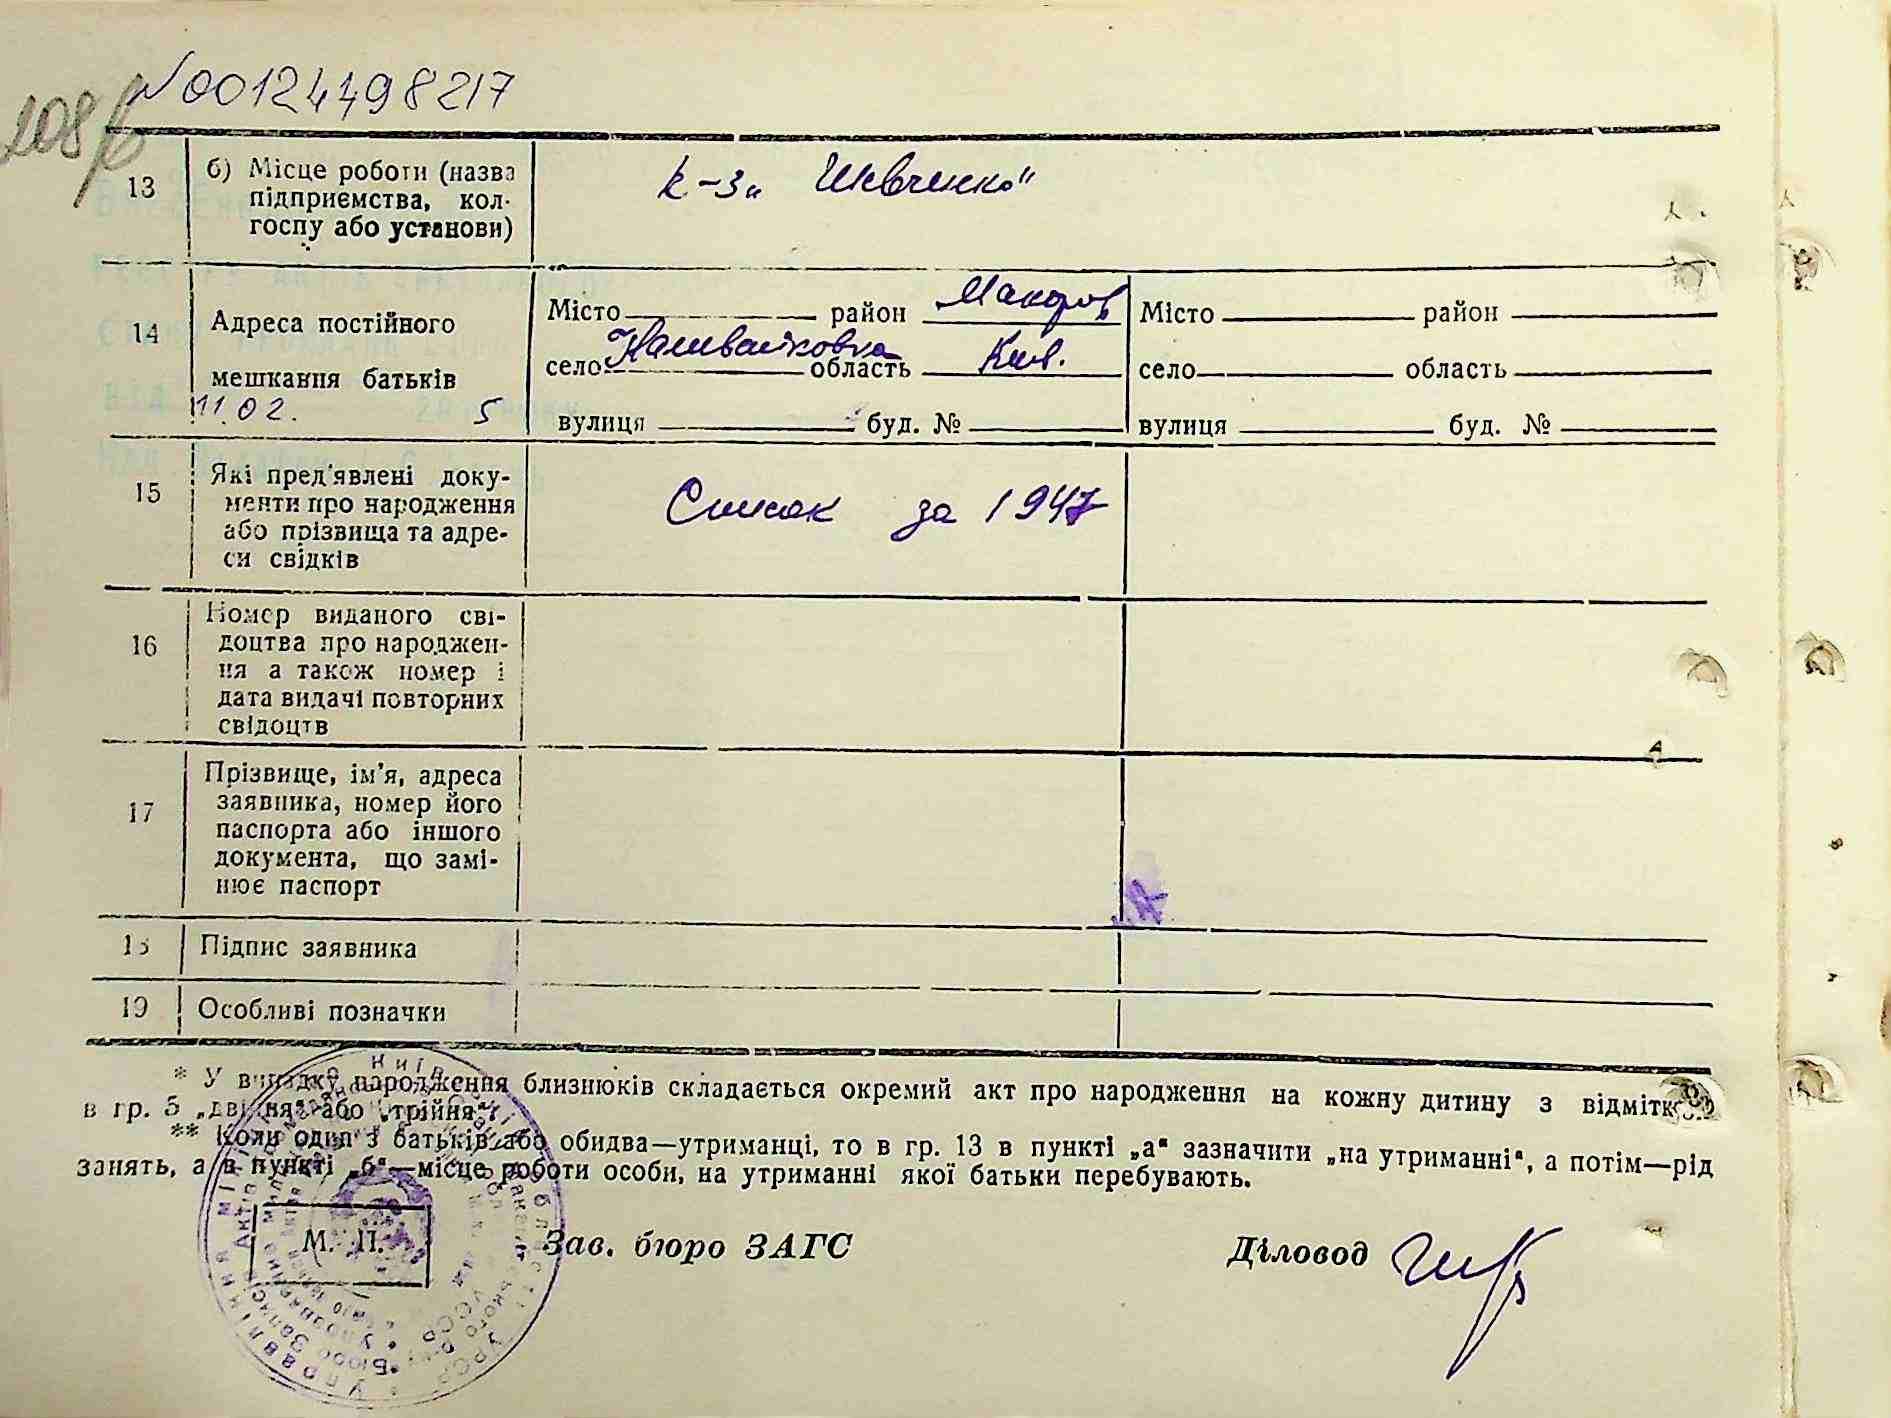 №00124498217
208/б
13
б) Місце роботи (назва
підприємства, кол-
госпу або установи)
к-з „Шевченко"
14
Адреса постійного
мешкання батьків
11.02. 5
Місто район Макаров
село Наливайковка область Київ.
вулиця буд. №
Місто район
село область
вулиця буд. №
15
Які пред'явлені доку-
менти про народження
або прізвища та адре-
си свідків
Список за 1947
16
Номер виданого сві-
доцтва про народжен-
ня а також номер і
дата видачі повторних
свідоцтв
17
Прізвище, ім'я, адреса
заявника, номер його
паспорта або іншого
документа, що замі-
нює паспорт
18
Підпис заявника
19
Особливі позначки
* У випадку народження близнюків складається окремий акт про народження на кожну дитину з відміткою
в гр. 5 „двійня" або „трійня".
** Коли один з батьків або обидва—утриманці, то в гр. 13 в пункті „а" зазначити „на утриманні", а потім—рід
занять, а в пункті „б"—місце роботи особи, на утриманні якої батьки перебувають.
М. П.
Зав. бюро ЗАГС
Діловод